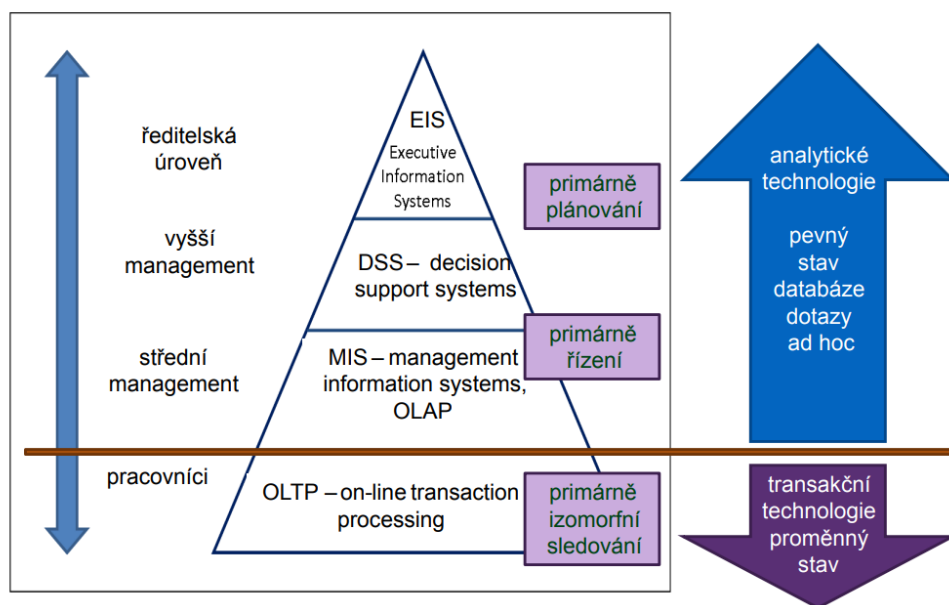 EIS
Executive
Information
Systems
ředitelská
úroveň
primárně
plánování
analytické
technologie
pevný
stav
databáze
dotazy
ad hoc
vyšší
management
DSS – decision
support systems
střední
management
MIS – management
information systems,
OLAP
primárně
řízení
pracovníci
OLTP – on-line transaction
processing
primárně
izomorfní
sledování
transakční
technologie
proměnný
stav